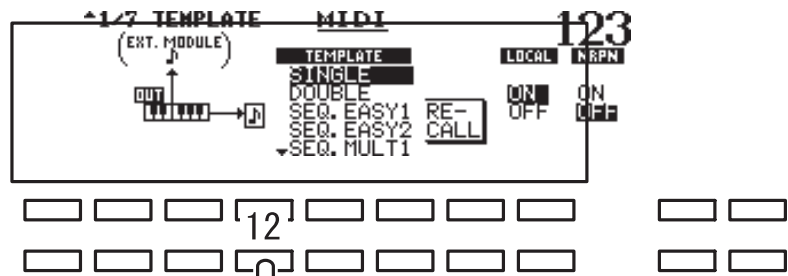 1/7 TEMPLATE MIDI
123
(EXT. MODULE)
TEMPLATE LOCAL NRPN
SINGLE
DOUBLE ON ON
SEQ. EASY1 RE- OFF OFF
SEQ. EASY2 CALL
SEQ. MULT1
OUT
12